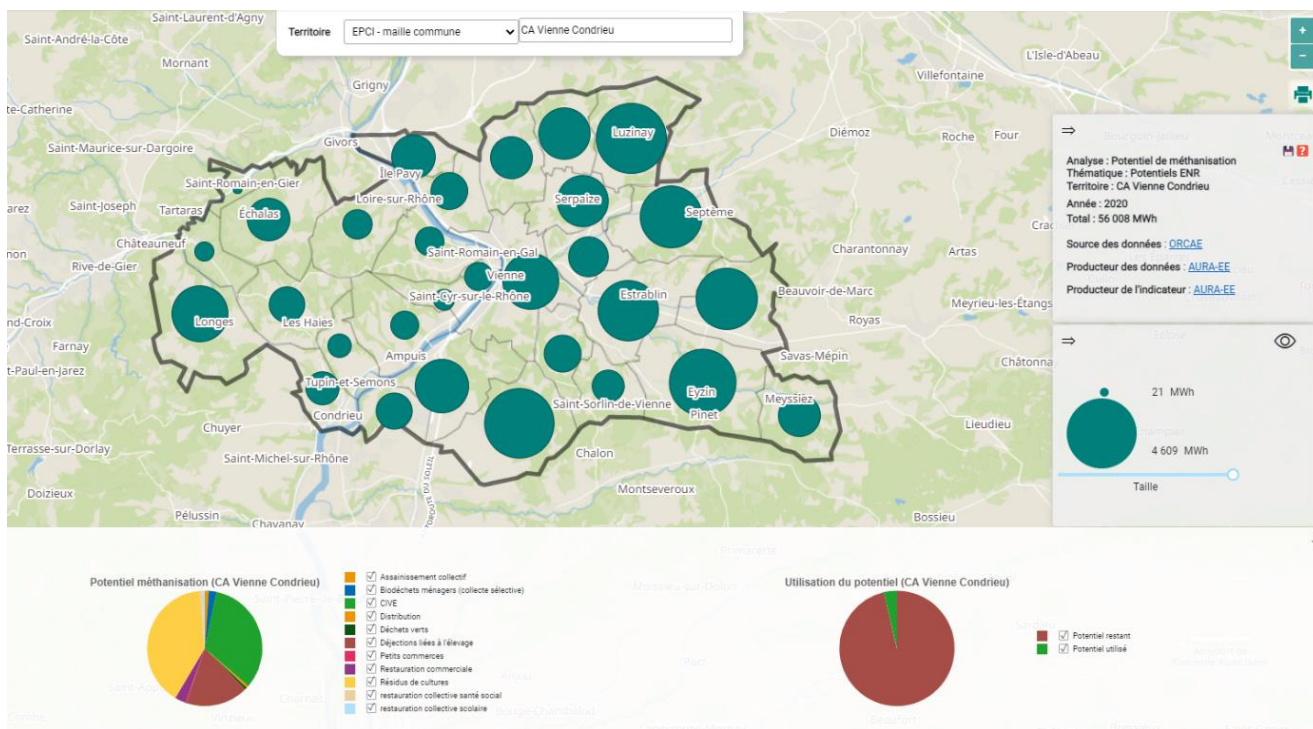 Saint-Laurent-d'Agny
Territoire EPCI - maille commune CA Vienne Condrieu
Saint-André-la-Côte
Mornant
Grigny
L'Isle-d'Abeau
Villefontaine
te-Catherine
Saint-Maurice-sur-Dargoire
Givors
Luzinay
Diémoz
Roche
Four
Île Pavy
Saint-Romain-en-Gier
Loire-sur-Rhône
Serpaize
arez
Saint-Joseph
Tartaras
Échalas
Septème
Châteauneuf
Saint-Romain-en-Gal
Charantonnay
Artas
non
Rive-de-Gier
Vienne
Saint-Cyr-sur-le-Rhône
Estrablin
Beauvoir-de-Marc
Meyrieu-les-Étangs
nd-Croix
Longes
Les Haies
Royas
Farnay
Ampuis
Savas-Mépin
Châtonna
t-Paul-en-Jarez
Tupin-et-Semons
Eyzin
Pinet
Meyssiez
Condrieu
Saint-Sorlin-de-Vienne
Chuyer
Lieudieu
Terrasse-sur-Dorlay
Saint-Michel-sur-Rhône
Chalon
Doizieux
Montseveroux
Pélussin
Chavanay
Bossieu
+
−
⇒
?
Analyse : Potentiel de méthanisation
Thématique : Potentiels ENR
Territoire : CA Vienne Condrieu
Année : 2020
Total : 56 008 MWh
Source des données : ORCAE
Producteur des données : AURA-EE
Producteur de l'indicateur : AURA-EE
⇒
21 MWh
4 609 MWh
Taille
Potentiel méthanisation (CA Vienne Condrieu)
Assainissement collectif
Biodéchets ménagers (collecte sélective)
CIVE
Distribution
Déchets verts
Déjections liées à l'élevage
Petits commerces
Restauration commerciale
Résidus de cultures
restauration collective santé social
restauration collective scolaire
Utilisation du potentiel (CA Vienne Condrieu)
Potentiel restant
Potentiel utilisé